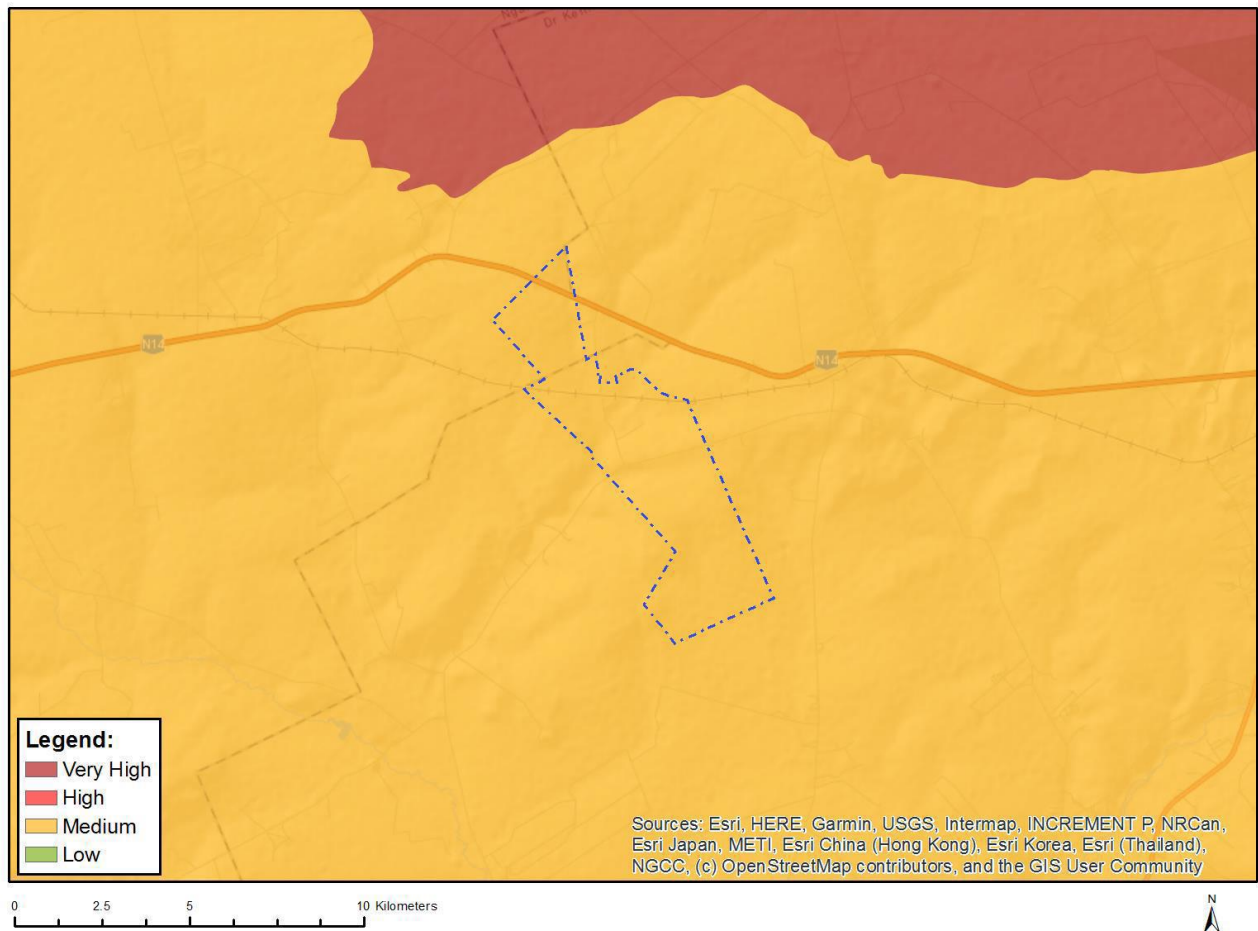 N14
N14
Legend:
Very High
High
Medium
Low
Sources: Esri, HERE, Garmin, USGS, Intermap, INCREMENT P, NRCan,
Esri Japan, METI, Esri China (Hong Kong), Esri Korea, Esri (Thailand),
NGCC, (c) OpenStreetMap contributors, and the GIS User Community
0 2.5 5 10 Kilometers
N